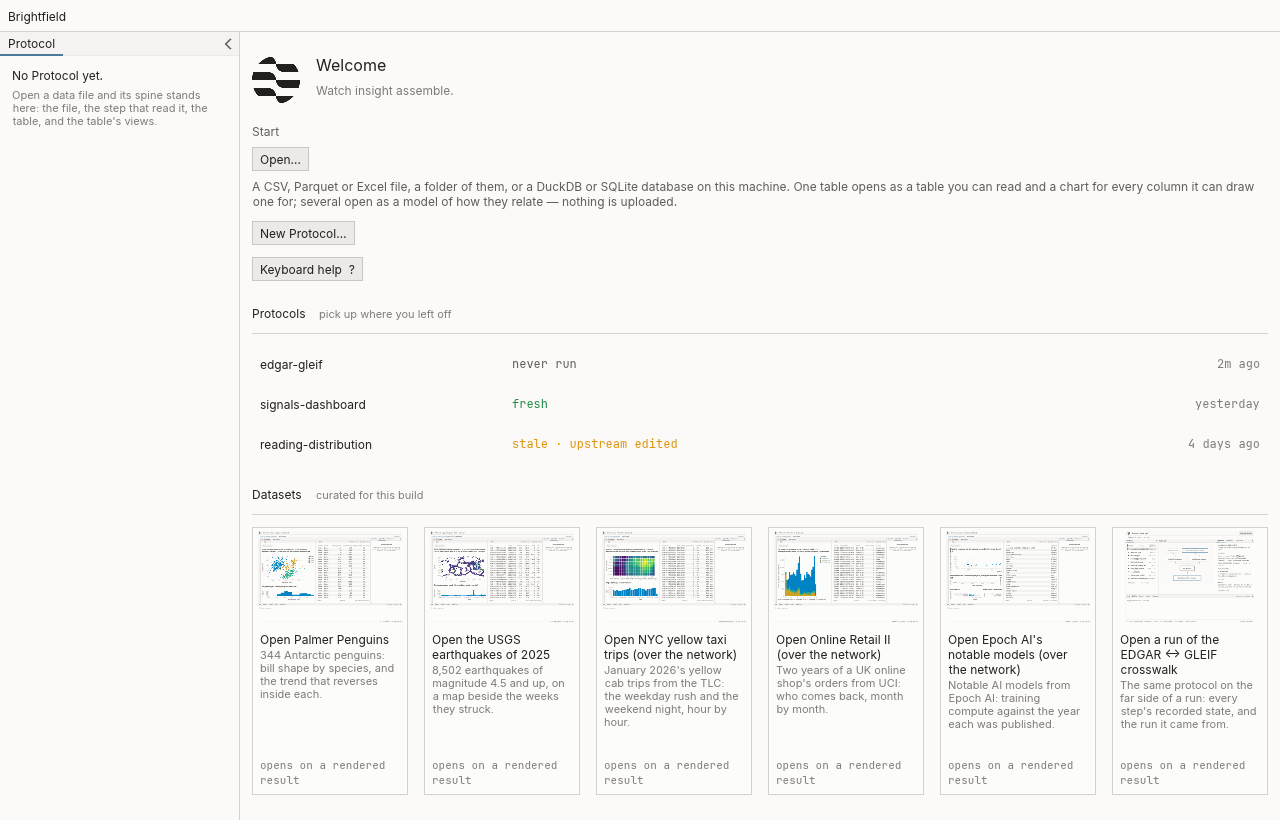 Brightfield
Protocol
No Protocol yet.
Open a data file and its spine stands
here: the file, the step that read it, the
table, and the table's views.
Welcome
Watch insight assemble.
Start
Open...
A CSV, Parquet or Excel file, a folder of them, or a DuckDB or SQLite database on this machine. One table opens as a table you can read and a chart for every column it can draw
one for; several open as a model of how they relate — nothing is uploaded.
New Protocol...
Keyboard help ?
Protocols pick up where you left off
edgar-gleif never run 2m ago
signals-dashboard fresh yesterday
reading-distribution stale · upstream edited 4 days ago
Datasets curated for this build
Open Palmer Penguins
344 Antarctic penguins:
bill shape by species, and
the trend that reverses
inside each.
opens on a rendered
result
Open the USGS
earthquakes of 2025
8,502 earthquakes of
magnitude 4.5 and up, on
a map beside the weeks
they struck.
opens on a rendered
result
Open NYC yellow taxi
trips (over the network)
January 2026's yellow
cab trips from the TLC:
the weekday rush and the
weekend night, hour by
hour.
opens on a rendered
result
Open Online Retail II
(over the network)
Two years of a UK online
shop's orders from UCI:
who comes back, month
by month.
opens on a rendered
result
Open Epoch AI's
notable models (over
the network)
Notable AI models from
Epoch AI: training
compute against the year
each was published.
opens on a rendered
result
Open a run of the
EDGAR ↔ GLEIF
crosswalk
The same protocol on the
far side of a run: every
step's recorded state, and
the run it came from.
opens on a rendered
result